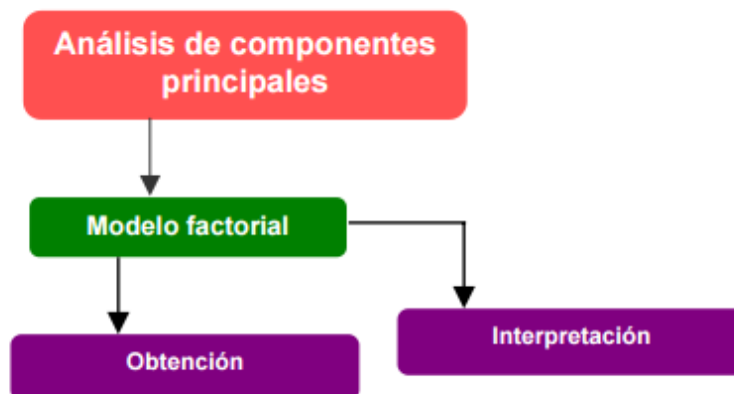 Análisis de componentes
principales
Modelo factorial
Interpretación
Obtención